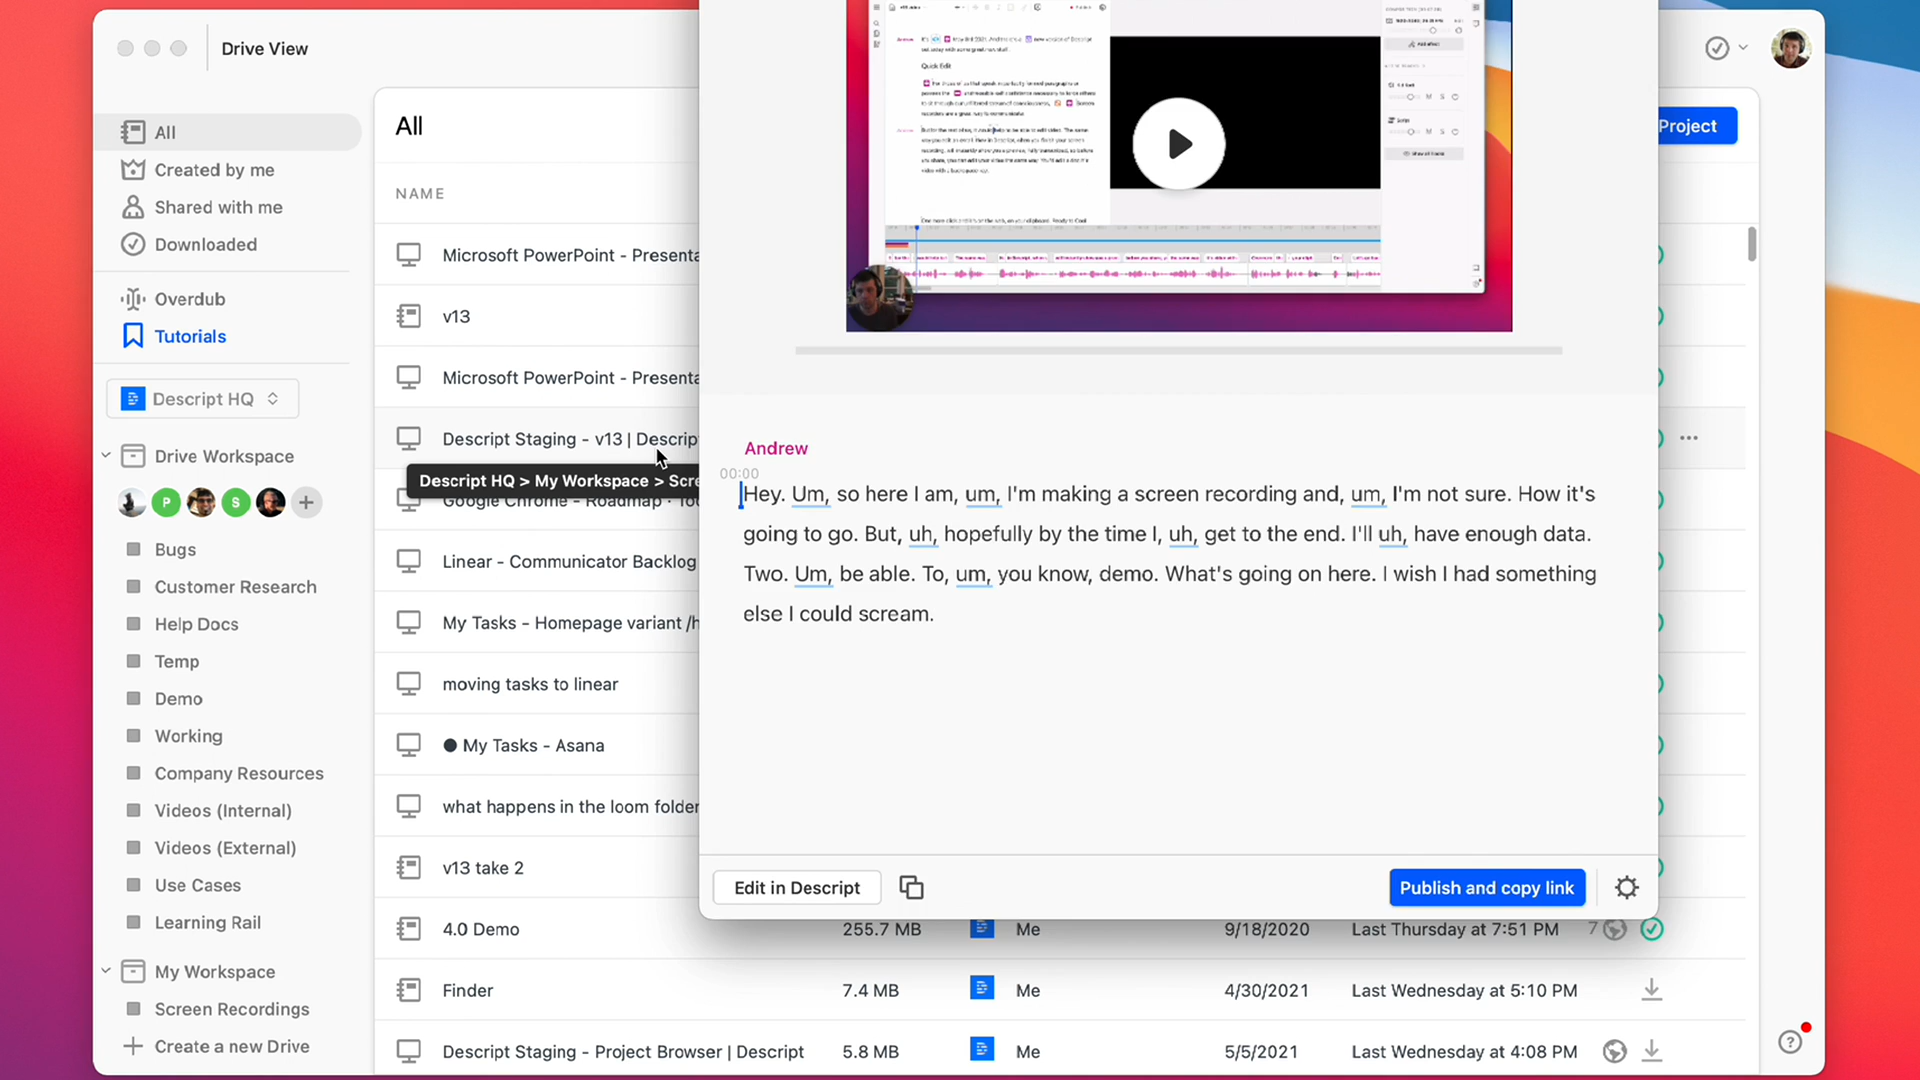 Drive View
All
Created by me
Shared with me
Downloaded
Overdub
Tutorials
Descript HQ
Drive Workspace
P
S
Bugs
Customer Research
Help Docs
Temp
Demo
Working
Company Resources
Videos (Internal)
Videos (External)
Use Cases
Learning Rail
My Workspace
Screen Recordings
Create a new Drive
All
Project
NAME
Microsoft PowerPoint - Presenta
v13
Microsoft PowerPoint - Presenta
Descript Staging - v13 | Descrip
Descript HQ > My Workspace > Scre
Google Chrome - Roadmap
Linear - Communicator Backlog
My Tasks - Homepage variant /h
moving tasks to linear
My Tasks - Asana
what happens in the loom folder
v13 take 2
4.0 Demo 255.7 MB Me 9/18/2020 Last Thursday at 7:51 PM 7
Finder 7.4 MB Me 4/30/2021 Last Wednesday at 5:10 PM
Descript Staging - Project Browser | Descript 5.8 MB Me 5/5/2021 Last Wednesday at 4:08 PM
Quick Edit
Andrew
00:00
Hey. Um, so here I am, um, I'm making a screen recording and, um, I'm not sure. How it's
going to go. But, uh, hopefully by the time I, uh, get to the end. I'll uh, have enough data.
Two. Um, be able. To, um, you know, demo. What's going on here. I wish I had something
else I could scream.
Edit in Descript
Publish and copy link
?